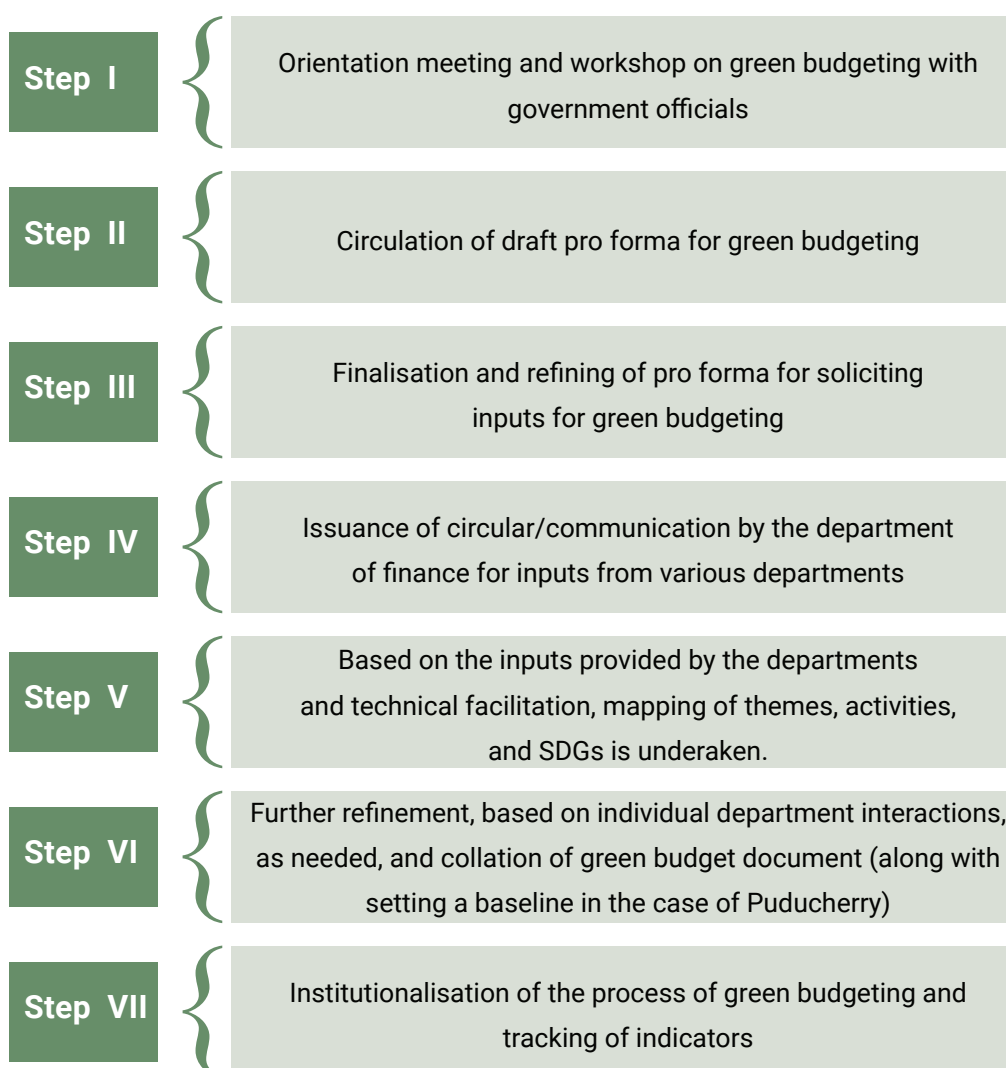 Step I
Orientation meeting and workshop on green budgeting with
government officials
Step II
Circulation of draft pro forma for green budgeting
Step III
Finalisation and refining of pro forma for soliciting
inputs for green budgeting
Step IV
Issuance of circular/communication by the department
of finance for inputs from various departments
Step V
Based on the inputs provided by the departments
and technical facilitation, mapping of themes, activities,
and SDGs is underaken.
Step VI
Further refinement, based on individual department interactions,
as needed, and collation of green budget document (along with
setting a baseline in the case of Puducherry)
Step VII
Institutionalisation of the process of green budgeting and
tracking of indicators